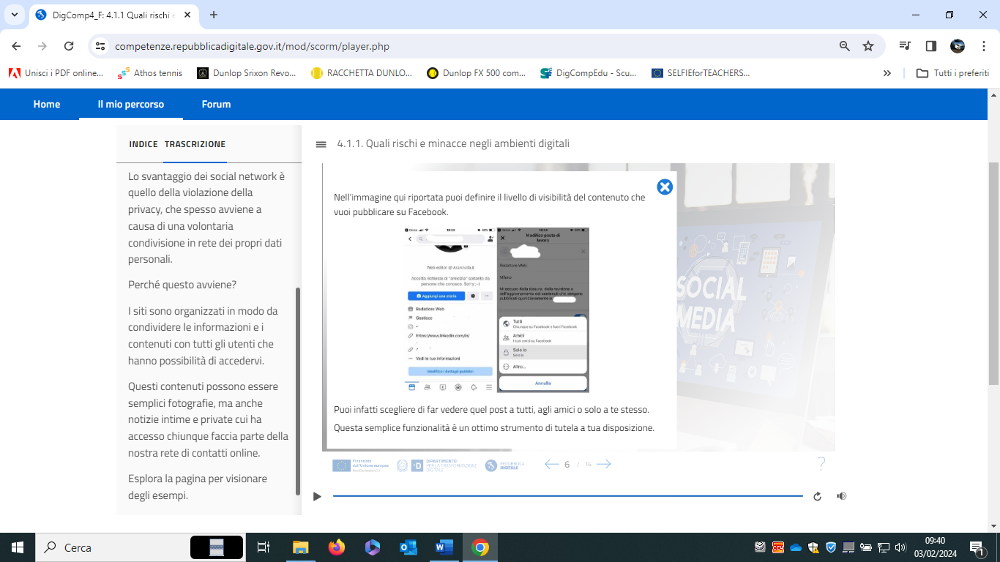 DigComp4_F: 4.1.1 Quali rischi e
competenze.repubblicadigitale.gov.it/mod/scorm/player.php
Unisci i PDF online...
Athos tennis
Dunlop Srixon Revo...
RACCHETTA DUNLO...
Dunlop FX 500 com...
DigCompEdu - Scu...
SELFIEforTEACHERS...
Tutti i preferiti
Home
Il mio percorso
Forum
INDICE TRASCRIZIONE
Lo svantaggio dei social network è
quello della violazione della
privacy, che spesso avviene a
causa di una volontaria
condivisione in rete dei propri dati
personali.
Perché questo avviene?
I siti sono organizzati in modo da
condividere le informazioni e i
contenuti con tutti gli utenti che
hanno possibilità di accedervi.
Questi contenuti possono essere
semplici fotografie, ma anche
notizie intime e private cui ha
accesso chiunque faccia parte della
nostra rete di contatti online.
Esplora la pagina per visionare
degli esempi.
4.1.1. Quali rischi e minacce negli ambienti digitali
Nell'immagine qui riportata puoi definire il livello di visibilità del contenuto che
vuoi pubblicare su Facebook.
Web editor @ Aranzulla.it
Accetto richieste di "amicizia" soltanto da
persone che conosco. Sorry ;-)
Aggiungi una storia
Redattore Web
Gestisce
https://www.linkedin.com/in/
Vedi le tue informazioni
Modifica i dettagli pubblici
Modifica posto di
lavoro
Redattore Web
Milano
Mi occupo della stesura, della revisione e
dell'aggiornamento dei contenuti che vengono
pubblicati quotidianamente su
Tutti
Chiunque su Facebook e fuori Facebook
Amici
I tuoi amici su Facebook
Solo io
Solo io
Altro...
Annulla
Puoi infatti scegliere di far vedere quel post a tutti, agli amici o solo a te stesso.
Questa semplice funzionalità è un ottimo strumento di tutela a tua disposizione.
SOCIAL
MEDIA
Finanziato
dall'Unione europea
NextGenerationEU
DIPARTIMENTO
PER LA TRASFORMAZIONE
DIGITALE
REPUBBLICA
DIGITALE
6 / 16
?
Cerca
09:40
03/02/2024
1